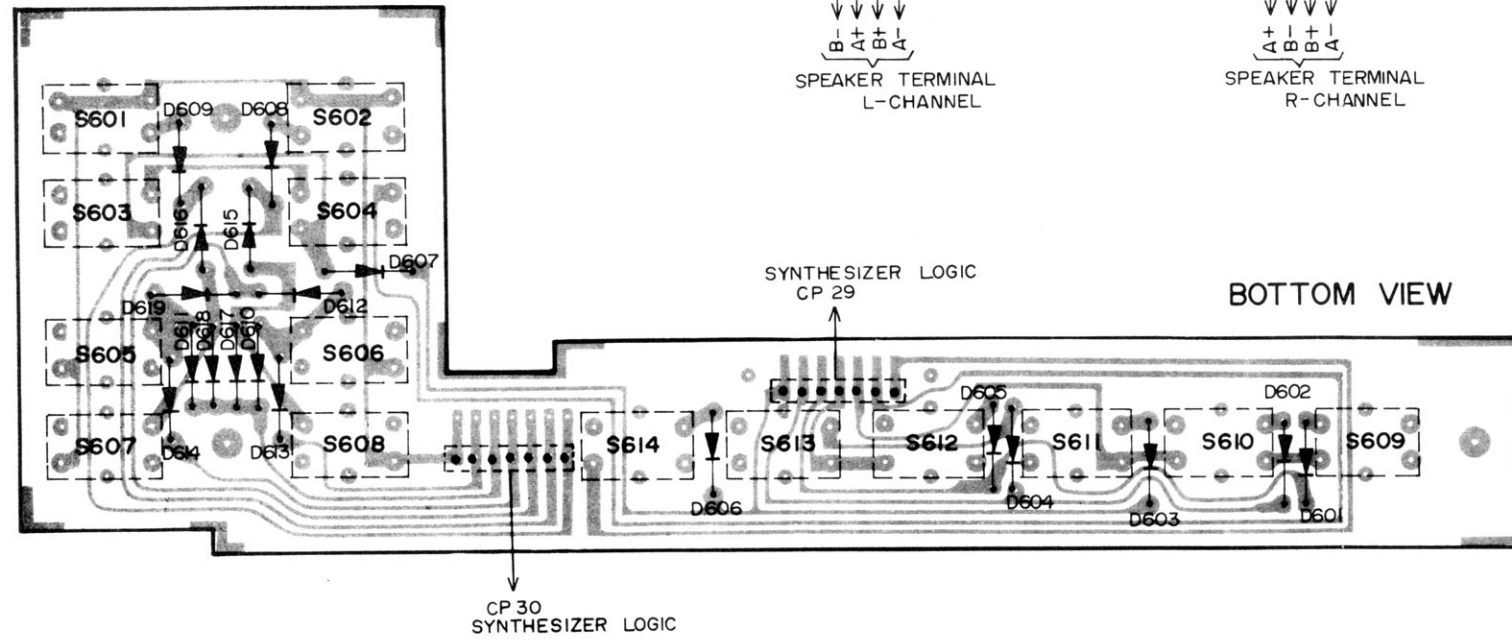 B- A+ B+ A-
SPEAKER TERMINAL
L-CHANNEL
A+ B- B+ A-
SPEAKER TERMINAL
R-CHANNEL
S601 D609 D608 S602
S603 D616 D615 S604
D607
SYNTHESIZER LOGIC
CP 29
BOTTOM VIEW
D619 D612
D611 D618 D617 D610
S605 S606
S607 D614 D613 S608
D605 D602
S614 S613 S612 S611 S610 S609
D606 D604 D603 D601
CP 30
SYNTHESIZER LOGIC